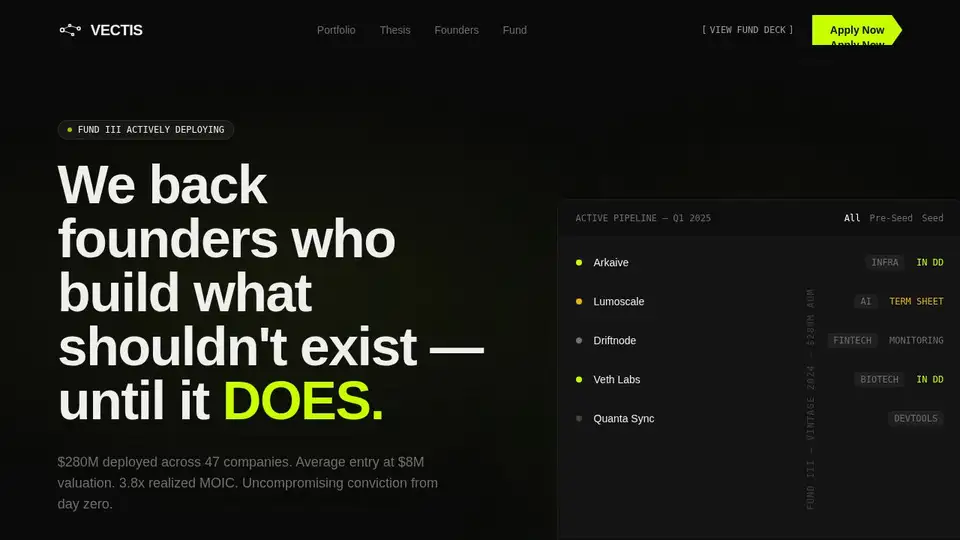 VECTIS
Portfolio
Thesis
Founders
Fund
[ VIEW FUND DECK ]
Apply Now
Apply Now
FUND III ACTIVELY DEPLOYING
We back
founders who
build what
shouldn't exist —
until it DOES.
$280M deployed across 47 companies. Average entry at $8M
valuation. 3.8x realized MOIC. Uncompromising conviction from
day zero.
ACTIVE PIPELINE — Q1 2025
All
Pre-Seed
Seed
Arkaive
INFRA
IN DD
Lumoscale
AI
TERM SHEET
Driftnode
FINTECH
MONITORING
Veth Labs
BIOTECH
IN DD
Quanta Sync
DEVTOOLS
FUND III — VINTAGE 2024 — $280M AUM